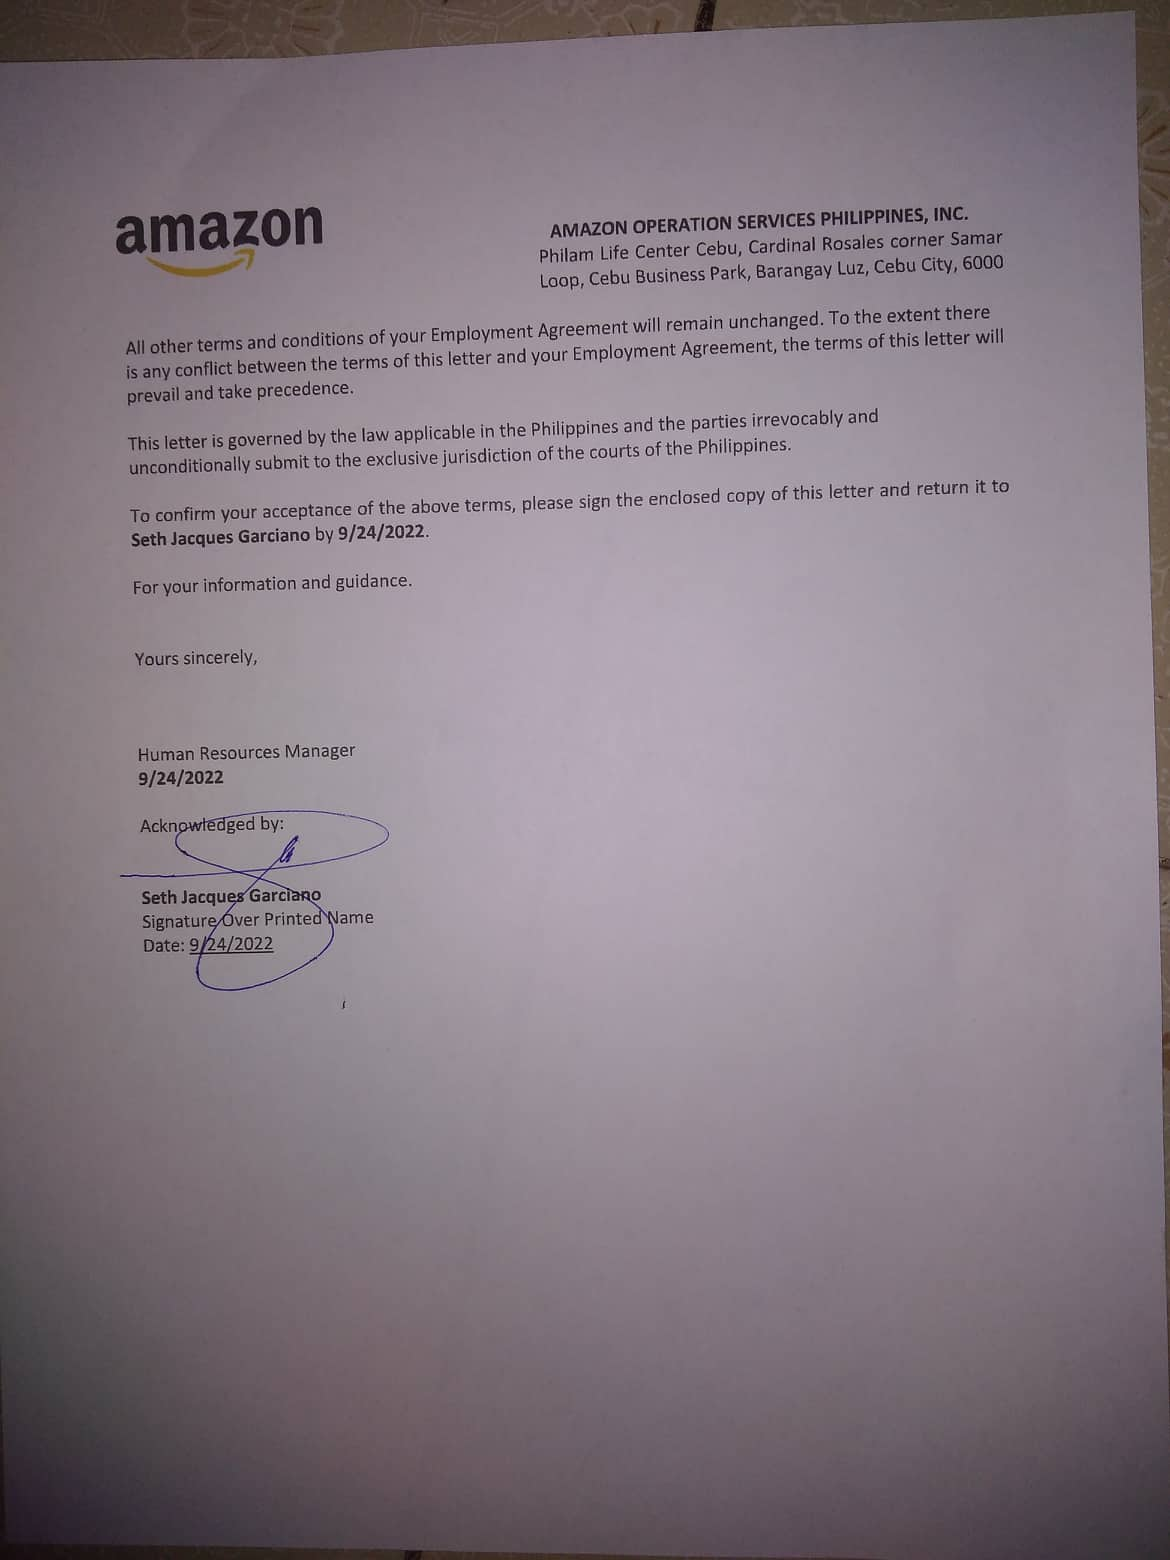 amazon
AMAZON OPERATION SERVICES PHILIPPINES, INC.
Philam Life Center Cebu, Cardinal Rosales corner Samar
Loop, Cebu Business Park, Barangay Luz, Cebu City, 6000
All other terms and conditions of your Employment Agreement will remain unchanged. To the extent there
is any conflict between the terms of this letter and your Employment Agreement, the terms of this letter will
prevail and take precedence.
This letter is governed by the law applicable in the Philippines and the parties irrevocably and
unconditionally submit to the exclusive jurisdiction of the courts of the Philippines.
To confirm your acceptance of the above terms, please sign the enclosed copy of this letter and return it to
Seth Jacques Garciano by 9/24/2022.
For your information and guidance.
Yours sincerely,
Human Resources Manager
9/24/2022
Acknowledged by:
Seth Jacques Garciano
Signature Over Printed Name
Date: 9/24/2022